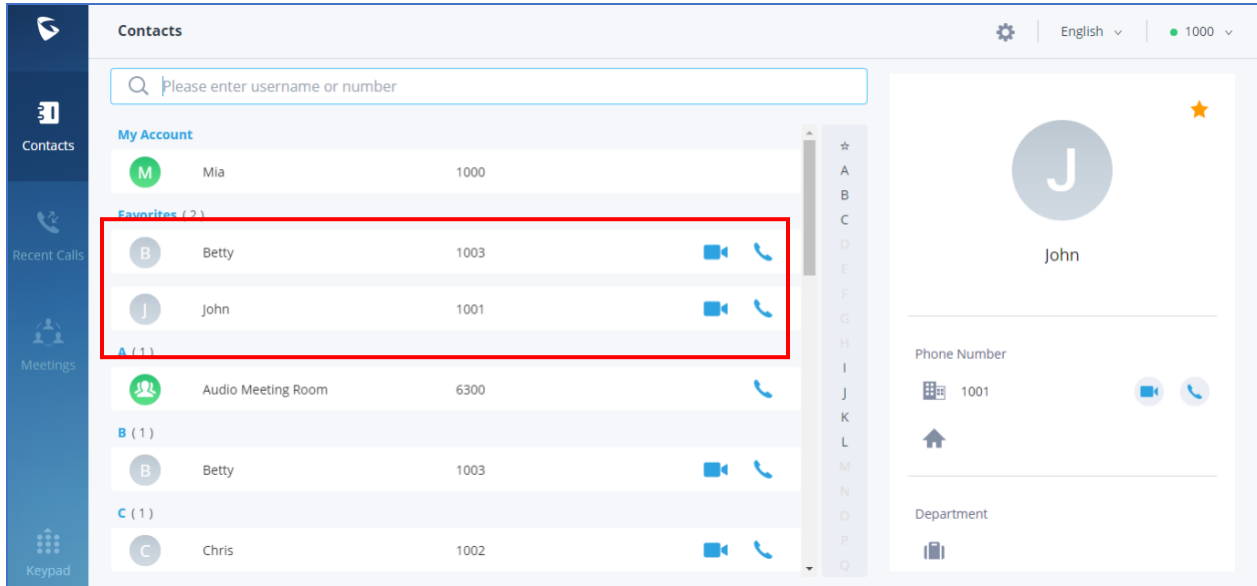 Contacts
English
1000
Contacts
Recent Calls
Meetings
Keypad
Please enter username or number
My Account
M Mia 1000
Favorites ( 2 )
B Betty 1003
J John 1001
A ( 1 )
Audio Meeting Room 6300
B ( 1 )
B Betty 1003
C ( 1 )
C Chris 1002
A
B
C
D
E
F
G
H
I
J
K
L
M
N
O
P
Q
J
John
Phone Number
1001
Department